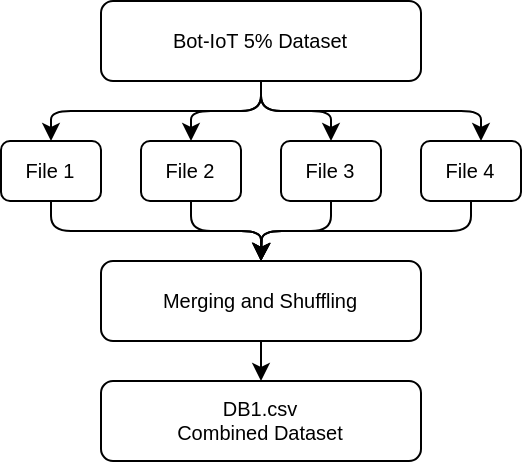 Bot-IoT 5% Dataset
File 1
File 2
File 3
File 4
Merging and Shuffling
DB1.csv
Combined Dataset